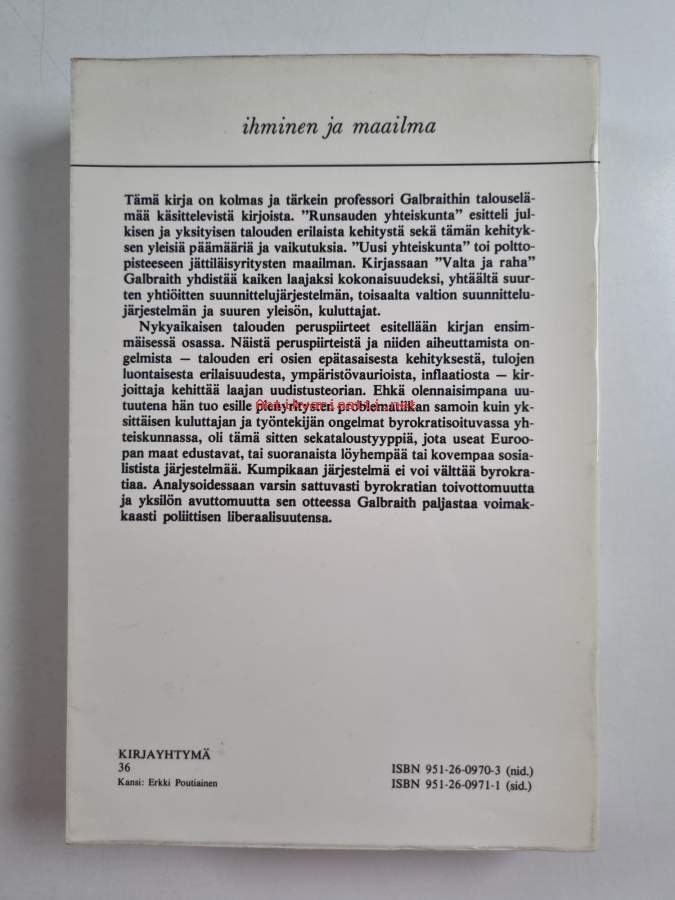 ihminen ja maailma
Tämä kirja on kolmas ja tärkein professori Galbraithin talouselä-
mää käsittelevistä kirjoista. ”Runsauden yhteiskunta” esitteli jul-
kisen ja yksityisen talouden erilaista kehitystä sekä tämän kehityk-
sen yleisiä päämääriä ja vaikutuksia. ”Uusi yhteiskunta” toi poltto-
pisteeseen jättiläisyritysten maailman. Kirjassaan ”Valta ja raha”
Galbraith yhdistää kaiken laajaksi kokonaisuudeksi, yhtäältä suur-
ten yhtiöitten suunnittelujärjestelmän, toisaalta valtion suunnittelu-
järjestelmän ja suuren yleisön, kuluttajat.
Nykyaikaisen talouden peruspiirteet esitellään kirjan ensim-
mäisessä osassa. Näistä peruspiirteistä ja niiden aiheuttamista on-
gelmista — talouden eri osien epätasaisesta kehityksestä, tulojen
luontaisesta erilaisuudesta, ympäristövaurioista, inflaatiosta — kir-
joittaja kehittää laajan uudistusteorian. Ehkä olennaisimpana uu-
tuutena hän tuo esille pienyritysten problematiikan samoin kuin yk-
sittäisen kuluttajan ja työntekijän ongelmat byrokratisoituvassa yh-
teiskunnassa, oli tämä sitten sekataloustyyppiä, jota useat Euroo-
pan maat edustavat, tai suoranaista löyhempää tai kovempaa sosia-
listista järjestelmää. Kumpikaan järjestelmä ei voi välttää byrokra-
tiaa. Analysoidessaan varsin sattuvasti byrokratian toivottomuutta
ja yksilön avuttomuutta sen otteessa Galbraith paljastaa voimak-
kaasti poliittisen liberaalisuutensa.
Antikvariaatti.net
KIRJAYHTYMÄ
36
Kansi: Erkki Poutiainen
ISBN 951-26-0970-3 (nid.)
ISBN 951-26-0971-1 (sid.)